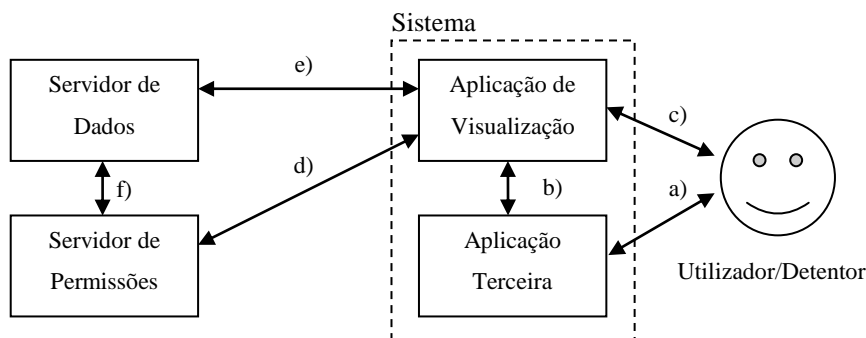 Sistema
Servidor de
Dados
e)
Aplicação de
Visualização
c)
f)
d)
b)
a)
Servidor de
Permissões
Aplicação
Terceira
Utilizador/Detentor